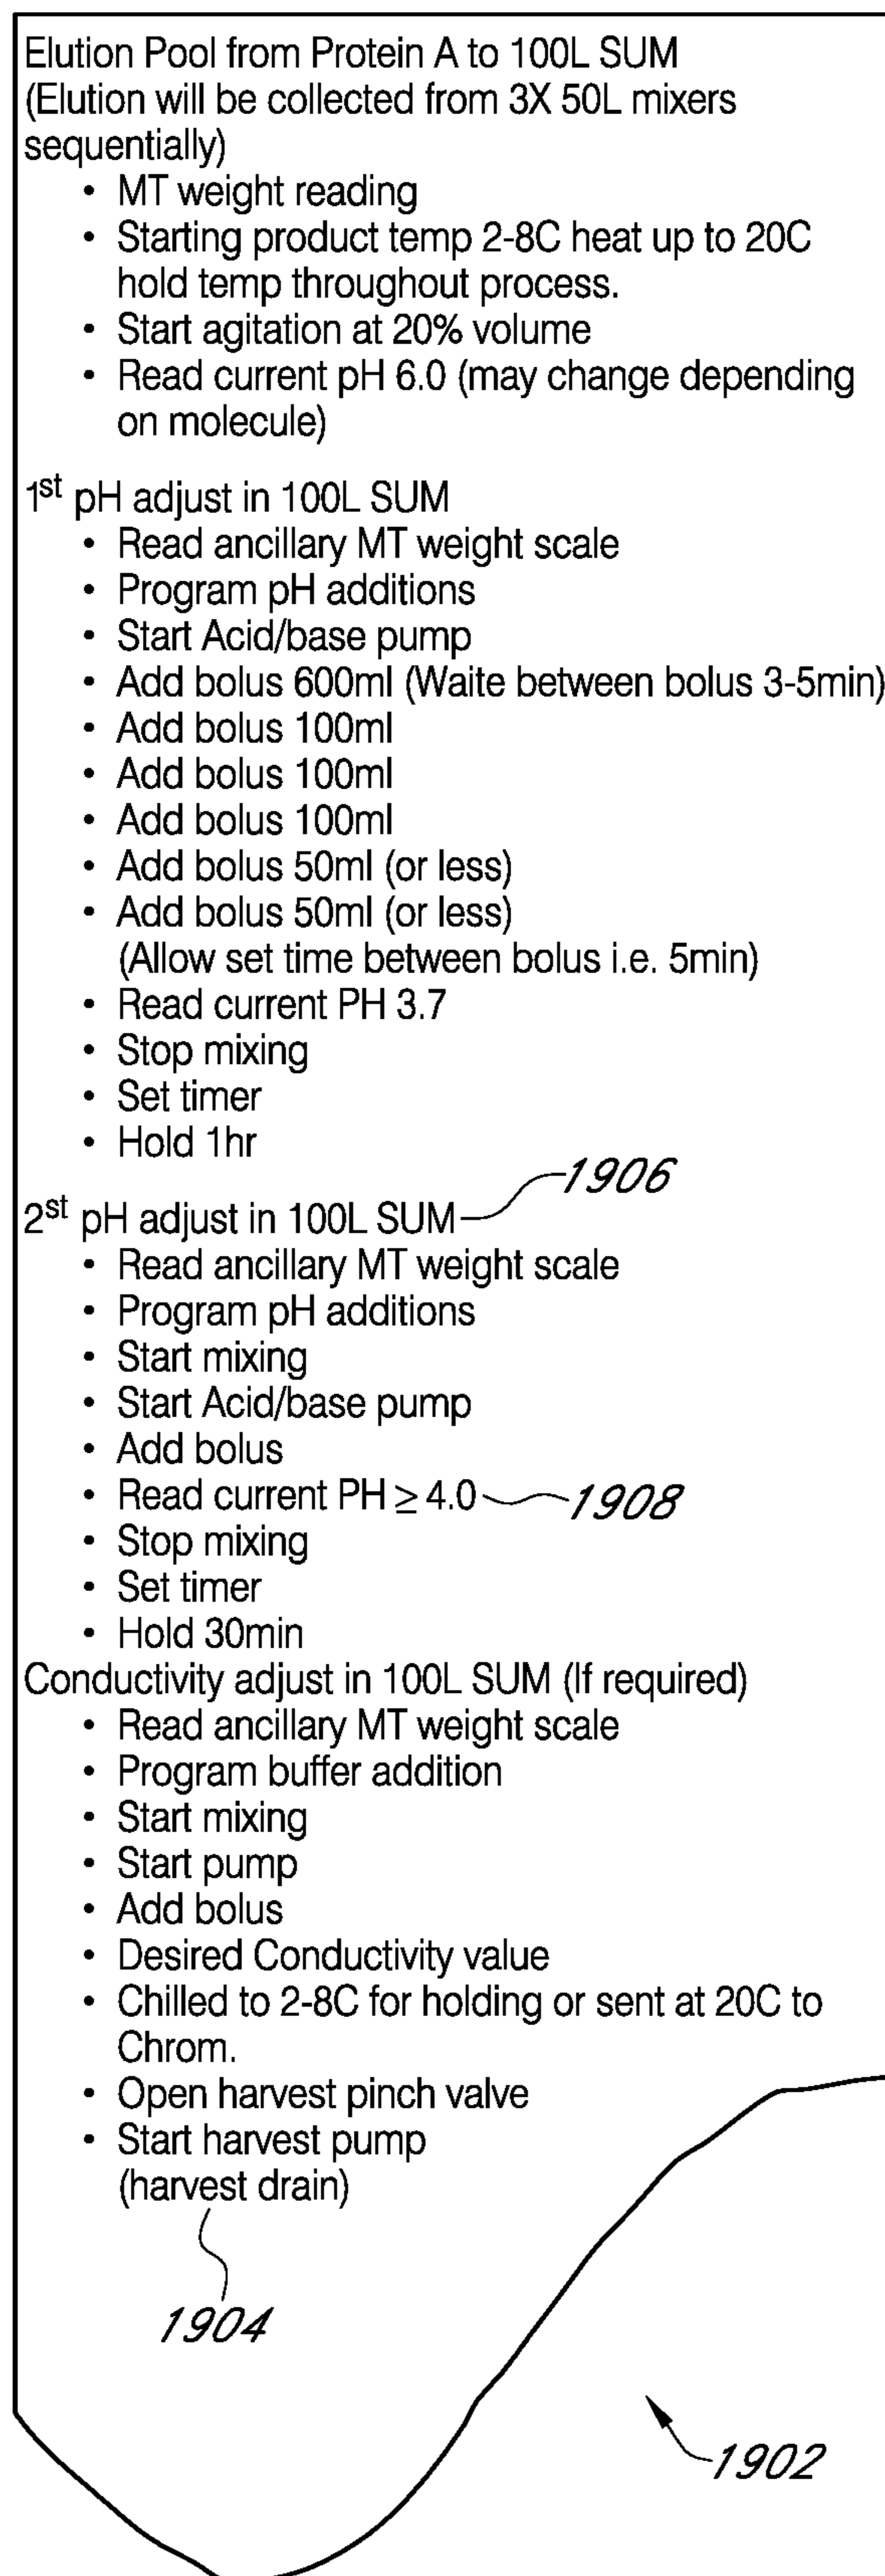 Elution Pool from Protein A to 100L SUM
(Elution will be collected from 3X 50L mixers
sequentially)
• MT weight reading
• Starting product temp 2-8C heat up to 20C
hold temp throughout process.
• Start agitation at 20% volume
• Read current pH 6.0 (may change depending
on molecule)
1st pH adjust in 100L SUM
• Read ancillary MT weight scale
• Program pH additions
• Start Acid/base pump
• Add bolus 600ml (Waite between bolus 3-5min)
• Add bolus 100ml
• Add bolus 100ml
• Add bolus 100ml
• Add bolus 50ml (or less)
• Add bolus 50ml (or less)
(Allow set time between bolus i.e. 5min)
• Read current PH 3.7
• Stop mixing
• Set timer
• Hold 1hr
1906
2st pH adjust in 100L SUM
• Read ancillary MT weight scale
• Program pH additions
• Start mixing
• Start Acid/base pump
• Add bolus
• Read current PH ≥ 4.0 1908
• Stop mixing
• Set timer
• Hold 30min
Conductivity adjust in 100L SUM (If required)
• Read ancillary MT weight scale
• Program buffer addition
• Start mixing
• Start pump
• Add bolus
• Desired Conductivity value
• Chilled to 2-8C for holding or sent at 20C to
Chrom.
• Open harvest pinch valve
• Start harvest pump
(harvest drain)
1904
1902